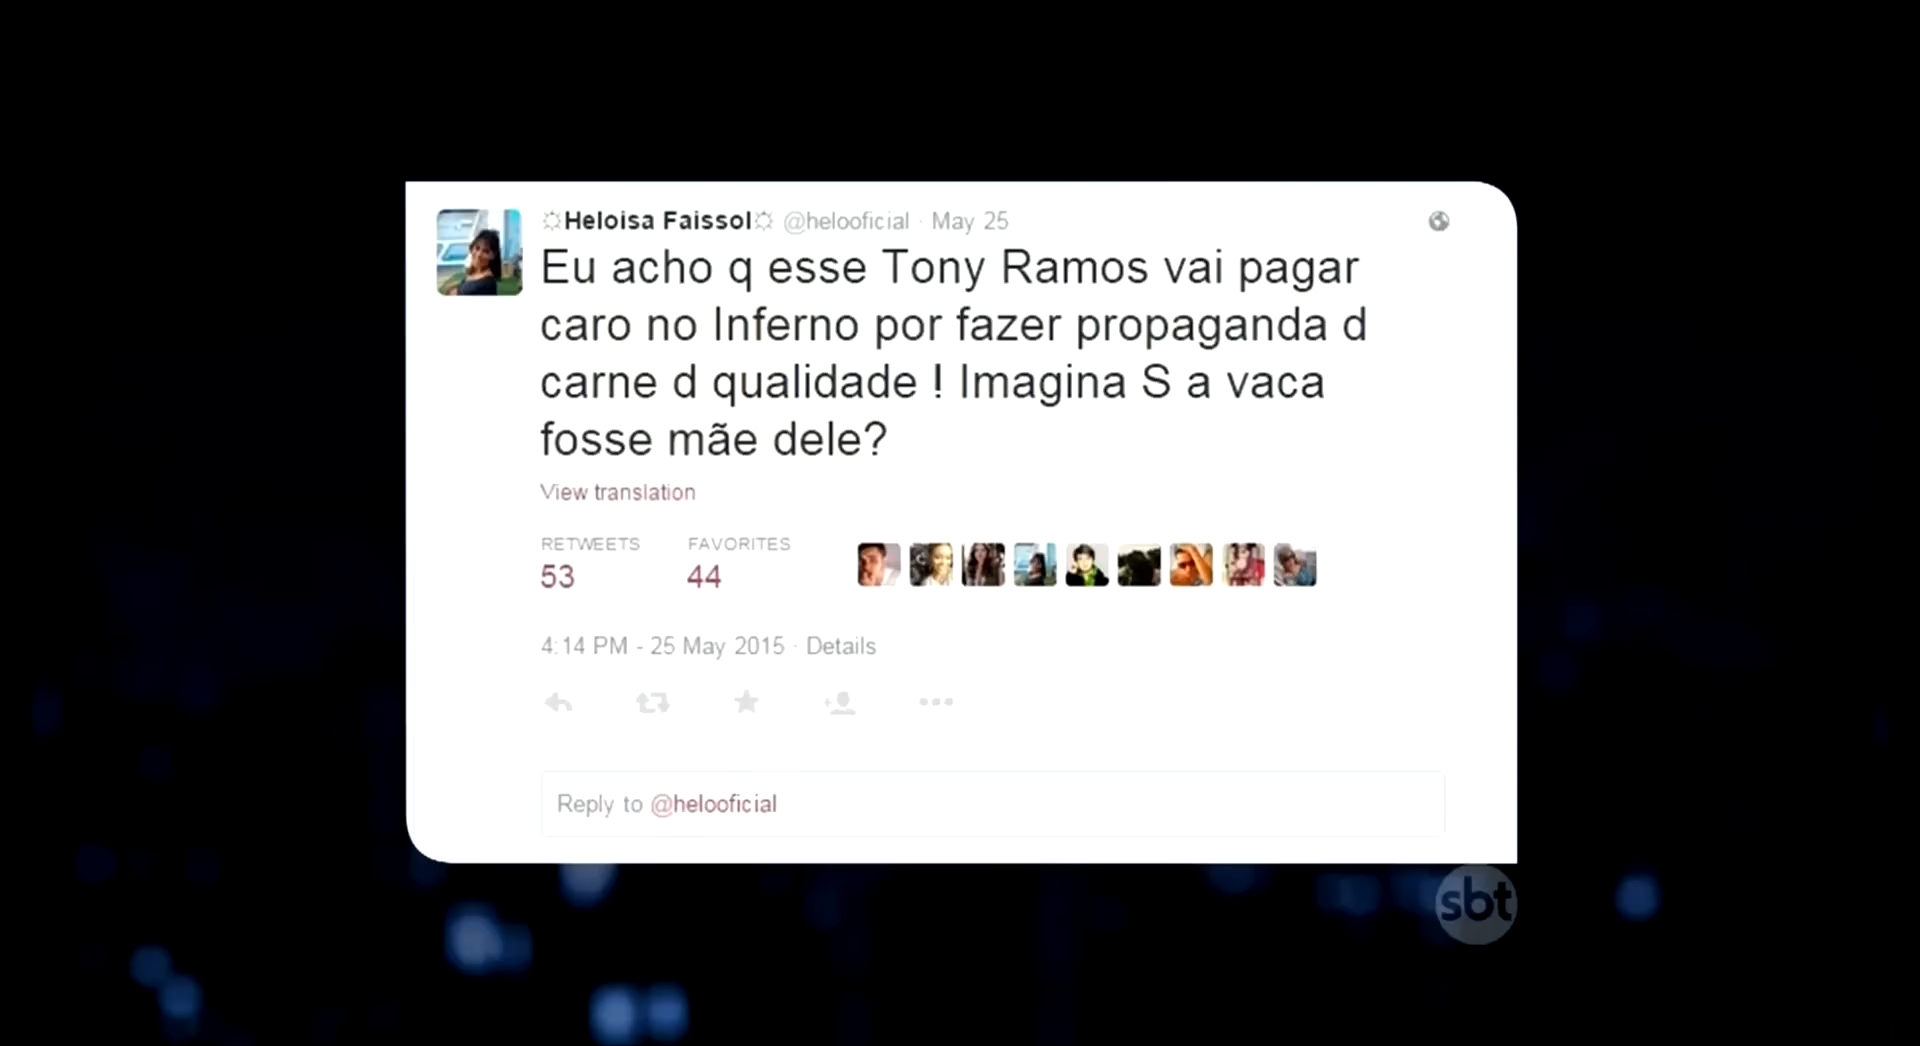 ☼Heloisa Faissol☼ @helooficial · May 25
Eu acho q esse Tony Ramos vai pagar
caro no Inferno por fazer propaganda d
carne d qualidade ! Imagina S a vaca
fosse mãe dele?
View translation
RETWEETS FAVORITES
53 44
4:14 PM - 25 May 2015 · Details
Reply to @helooficial
sbt